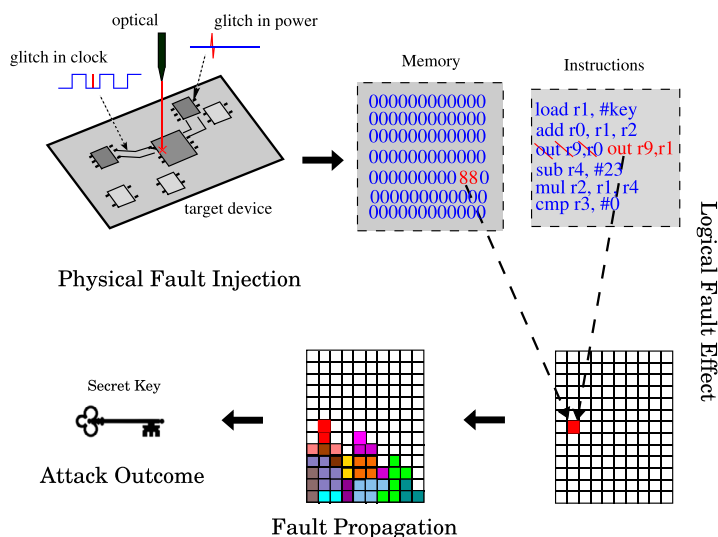 optical
glitch in power
glitch in clock
target device
Physical Fault Injection
Memory
000000000000
000000000000
000000000000
000000000000
000000000880
000000000000
000000000000
Instructions
load r1, #key
add r0, r1, r2
out r9,r0 out r9,r1
sub r4, #23
mul r2, r1, r4
cmp r3, #0
Logical Fault Effect
Secret Key
Attack Outcome
Fault Propagation